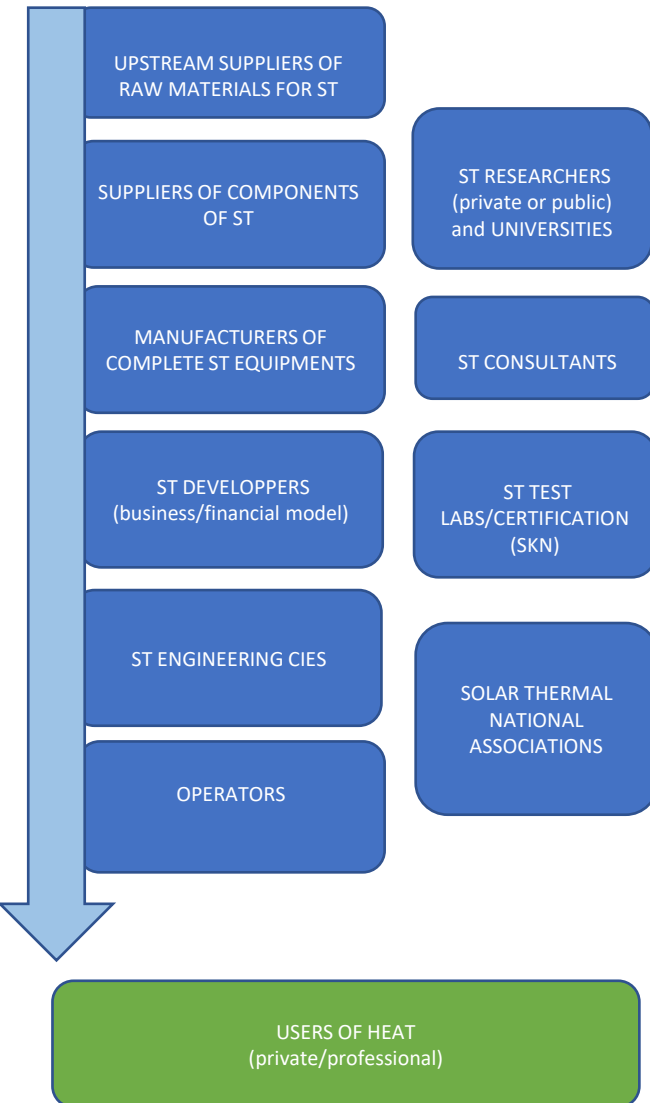 UPSTREAM SUPPLIERS OF
RAW MATERIALS FOR ST
SUPPLIERS OF COMPONENTS
OF ST
MANUFACTURERS OF
COMPLETE ST EQUIPMENTS
ST DEVELOPPERS
(business/financial model)
ST ENGINEERING CIES
OPERATORS
ST RESEARCHERS
(private or public)
and UNIVERSITIES
ST CONSULTANTS
ST TEST
LABS/CERTIFICATION
(SKN)
SOLAR THERMAL
NATIONAL
ASSOCIATIONS
USERS OF HEAT
(private/professional)